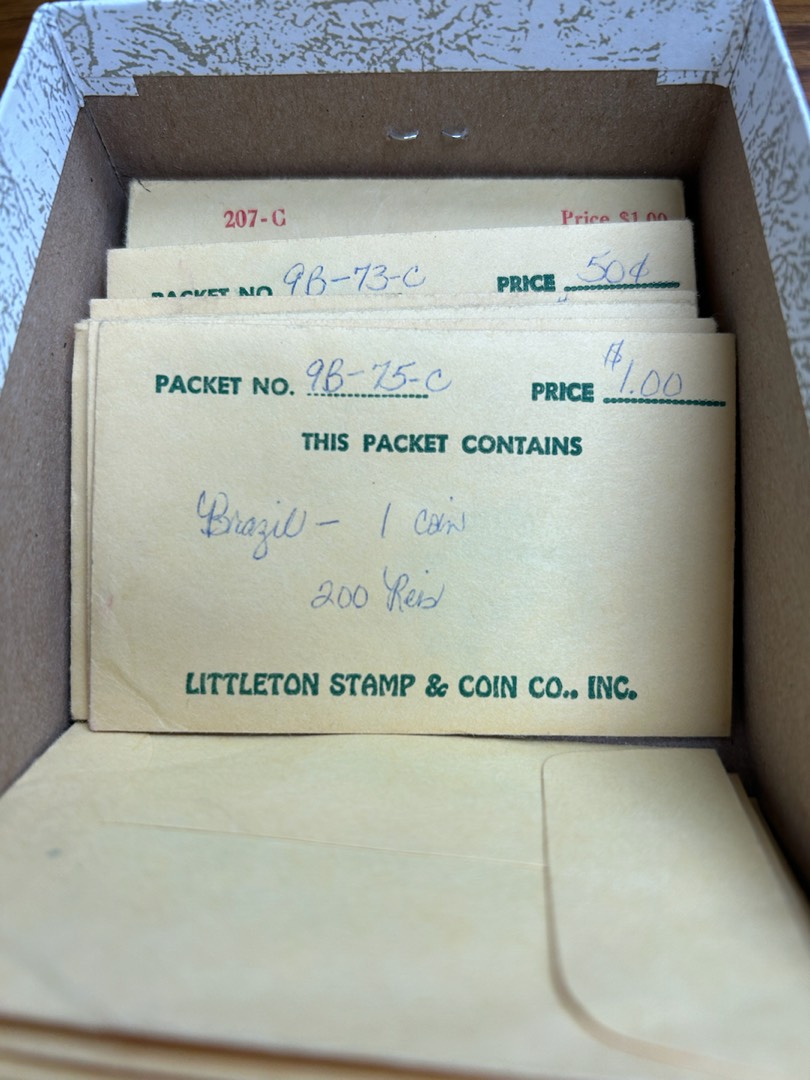 207-C Price $1.00
PACKET NO. 9B-73-C PRICE 50¢
PACKET NO. 9B-75-C PRICE $1.00
THIS PACKET CONTAINS
Brazil - 1 coin
200 Reis
LITTLETON STAMP & COIN CO., INC.